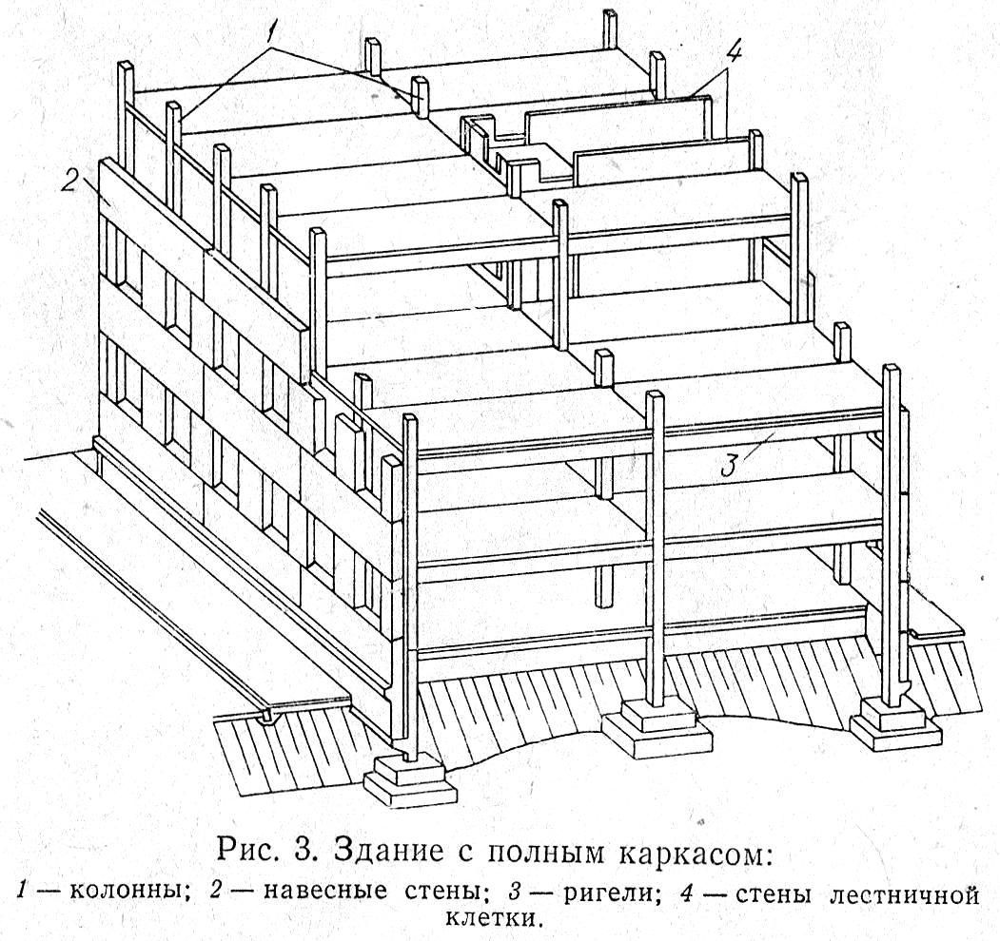 1
4
2
3
Рис. 3. Здание с полным каркасом:
1 — колонны; 2 — навесные стены; 3 — ригели; 4 — стены лестничной
клетки.